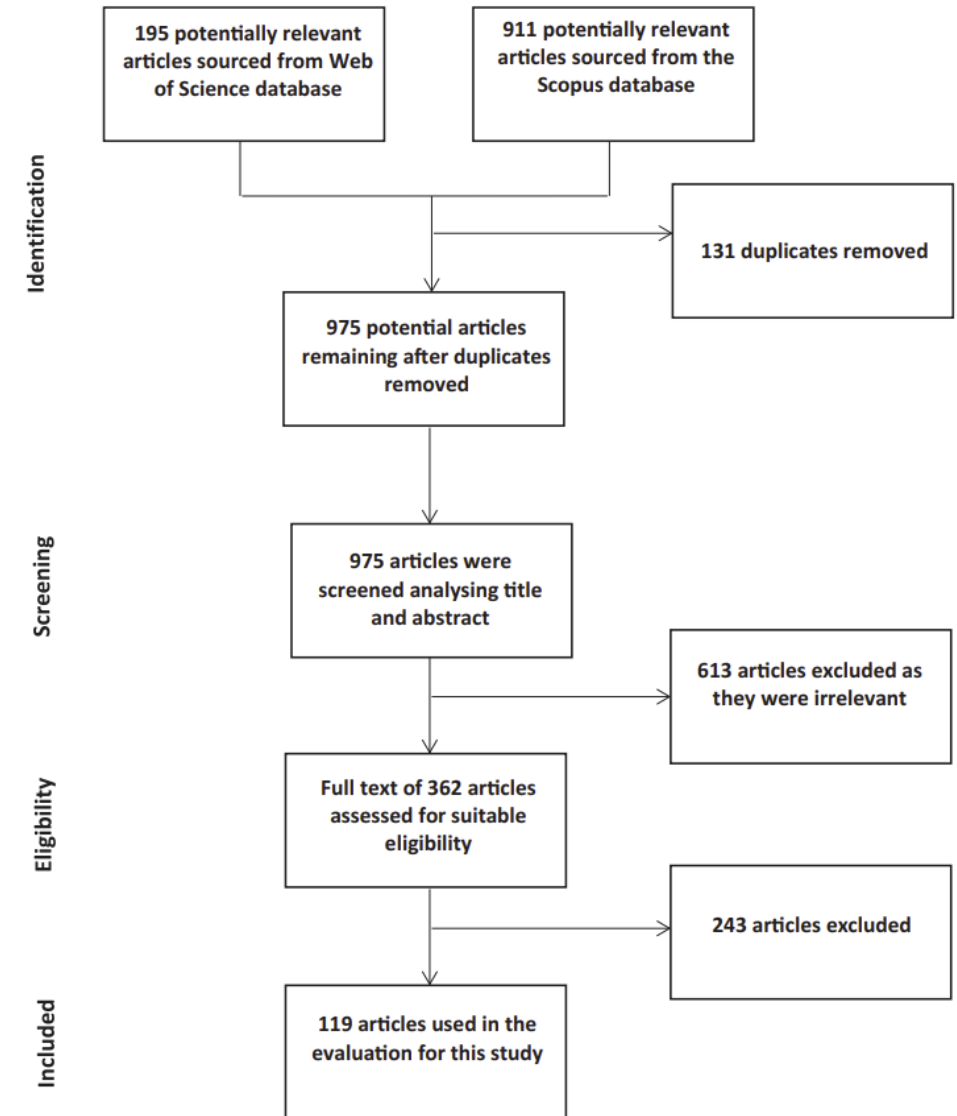 195 potentially relevant
articles sourced from Web
of Science database
911 potentially relevant
articles sourced from the
Scopus database
Identification
131 duplicates removed
975 potential articles
remaining after duplicates
removed
Screening
975 articles were
screened analysing title
and abstract
613 articles excluded as
they were irrelevant
Eligibility
Full text of 362 articles
assessed for suitable
eligibility
243 articles excluded
Included
119 articles used in the
evaluation for this study